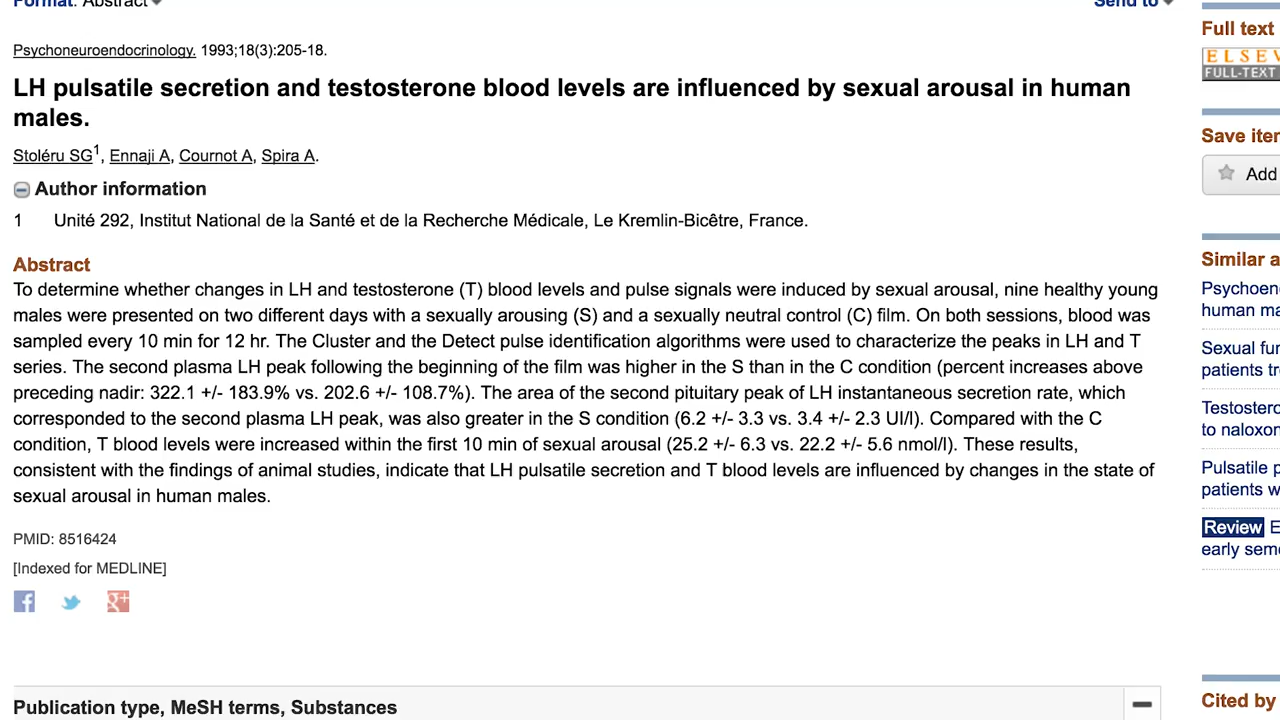 Format: Abstract
Send to
Psychoneuroendocrinology. 1993;18(3):205-18.
LH pulsatile secretion and testosterone blood levels are influenced by sexual arousal in human
males.
Stoléru SG1, Ennaji A, Cournot A, Spira A.
Author information
1 Unité 292, Institut National de la Santé et de la Recherche Médicale, Le Kremlin-Bicêtre, France.
Abstract
To determine whether changes in LH and testosterone (T) blood levels and pulse signals were induced by sexual arousal, nine healthy young
males were presented on two different days with a sexually arousing (S) and a sexually neutral control (C) film. On both sessions, blood was
sampled every 10 min for 12 hr. The Cluster and the Detect pulse identification algorithms were used to characterize the peaks in LH and T
series. The second plasma LH peak following the beginning of the film was higher in the S than in the C condition (percent increases above
preceding nadir: 322.1 +/- 183.9% vs. 202.6 +/- 108.7%). The area of the second pituitary peak of LH instantaneous secretion rate, which
corresponded to the second plasma LH peak, was also greater in the S condition (6.2 +/- 3.3 vs. 3.4 +/- 2.3 UI/l). Compared with the C
condition, T blood levels were increased within the first 10 min of sexual arousal (25.2 +/- 6.3 vs. 22.2 +/- 5.6 nmol/l). These results,
consistent with the findings of animal studies, indicate that LH pulsatile secretion and T blood levels are influenced by changes in the state of
sexual arousal in human males.
PMID: 8516424
[Indexed for MEDLINE]
Publication type, MeSH terms, Substances
Full text
ELSEV
FULL-TEXT
Save iter
Add
Similar a
Psychoen
human ma
Sexual fur
patients tr
Testostero
to naloxon
Pulsatile p
patients w
Review E
early seme
Cited by